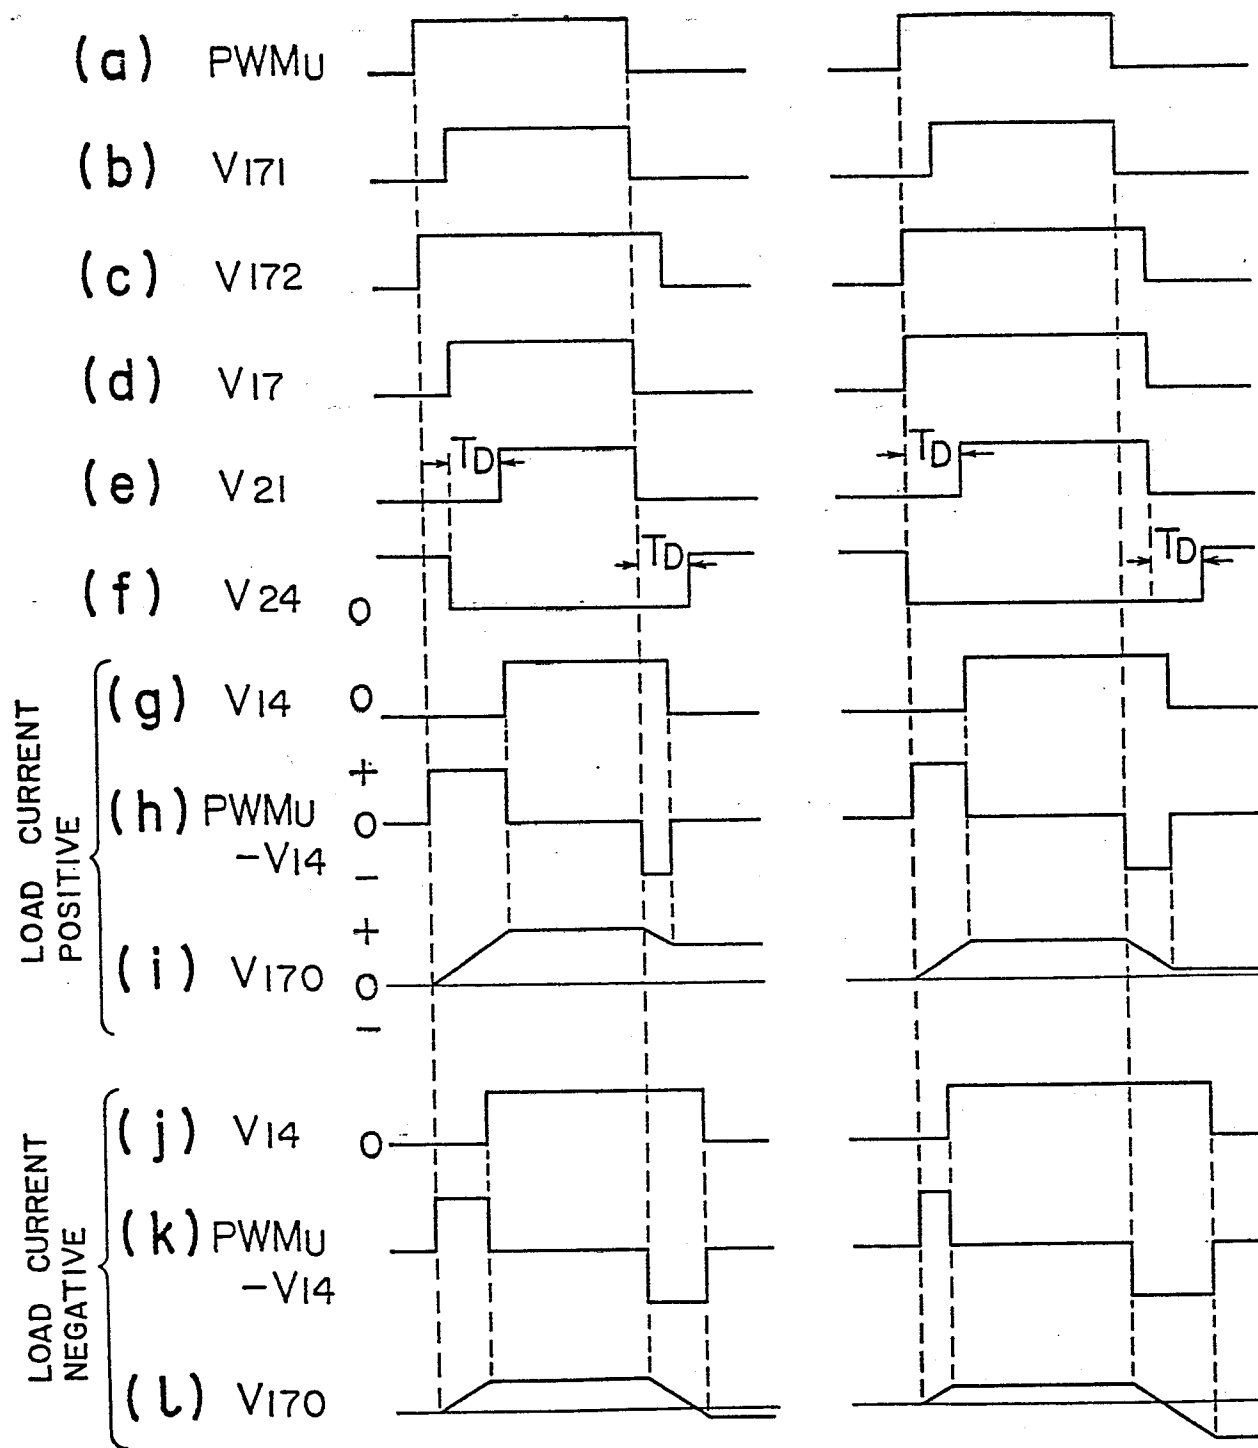 (a) PWMU
(b) V171
(c) V172
(d) V17
(e) V21
TD TD
(f) V24 0
TD TD
LOAD CURRENT
POSITIVE
(g) V14 0
(h) PWMU
-V14
+
0
-
(i) V170
+
0
-
LOAD CURRENT
NEGATIVE
(j) V14 0
(k) PWMU
-V14
(l) V170